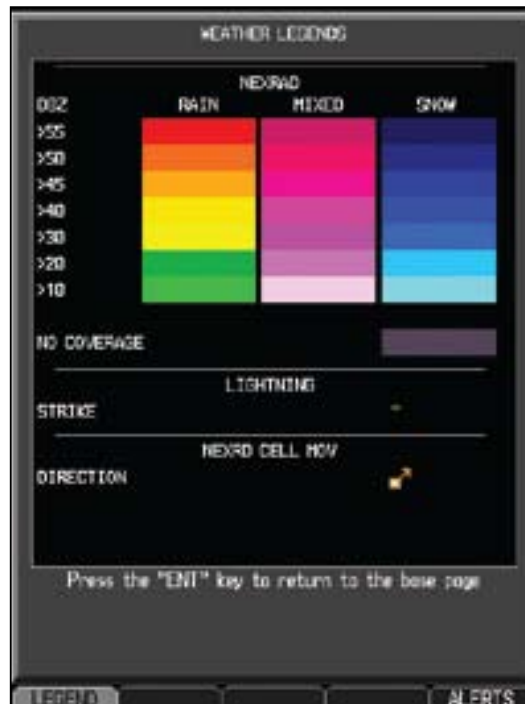 WEATHER LEGENDS
NEXRAD
DBZ RAIN MIXED SNOW
>55
>50
>45
>40
>30
>20
>10
NO COVERAGE
LIGHTNING
STRIKE
NEXRD CELL MOV
DIRECTION
Press the "ENT" key to return to the base page
LEGEND ALERTS